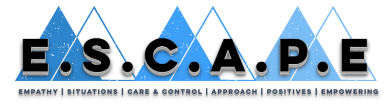 E.S.C.A.P.E
EMPATHY | SITUATIONS | CARE & CONTROL | APPROACH | POSITIVES | EMPOWERING